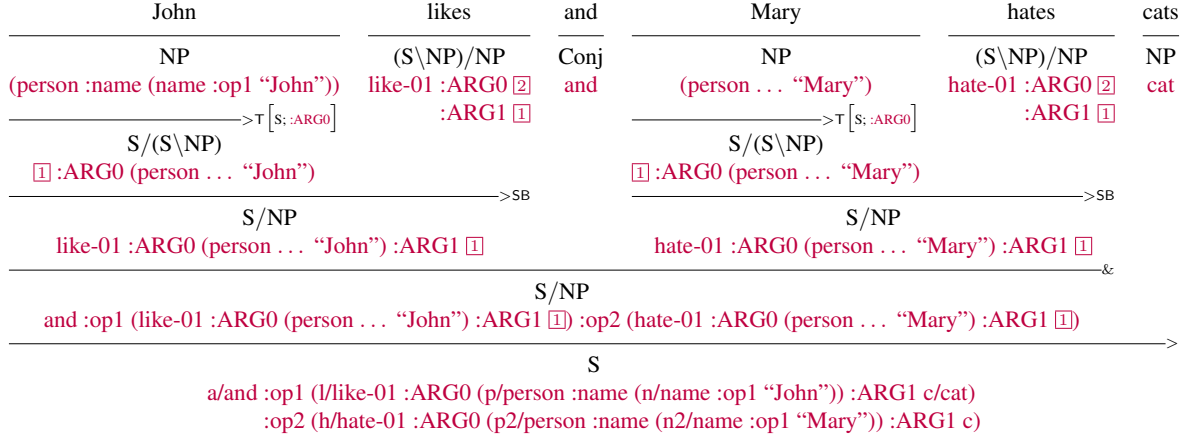 John likes and Mary hates cats
NP (S\NP)/NP Conj NP (S\NP)/NP NP
(person :name (name :op1 “John”)) like-01 :ARG0 2 and (person . . . “Mary”) hate-01 :ARG0 2 cat
:ARG1 1 :ARG1 1
>T [S; :ARG0] >T [S; :ARG0]
S/(S\NP) S/(S\NP)
1 :ARG0 (person . . . “John”) 1 :ARG0 (person . . . “Mary”)
>SB >SB
S/NP S/NP
like-01 :ARG0 (person . . . “John”) :ARG1 1 hate-01 :ARG0 (person . . . “Mary”) :ARG1 1
&
S/NP
and :op1 (like-01 :ARG0 (person . . . “John”) :ARG1 1) :op2 (hate-01 :ARG0 (person . . . “Mary”) :ARG1 1)
>
S
a/and :op1 (l/like-01 :ARG0 (p/person :name (n/name :op1 “John”)) :ARG1 c/cat)
:op2 (h/hate-01 :ARG0 (p2/person :name (n2/name :op1 “Mary”)) :ARG1 c)